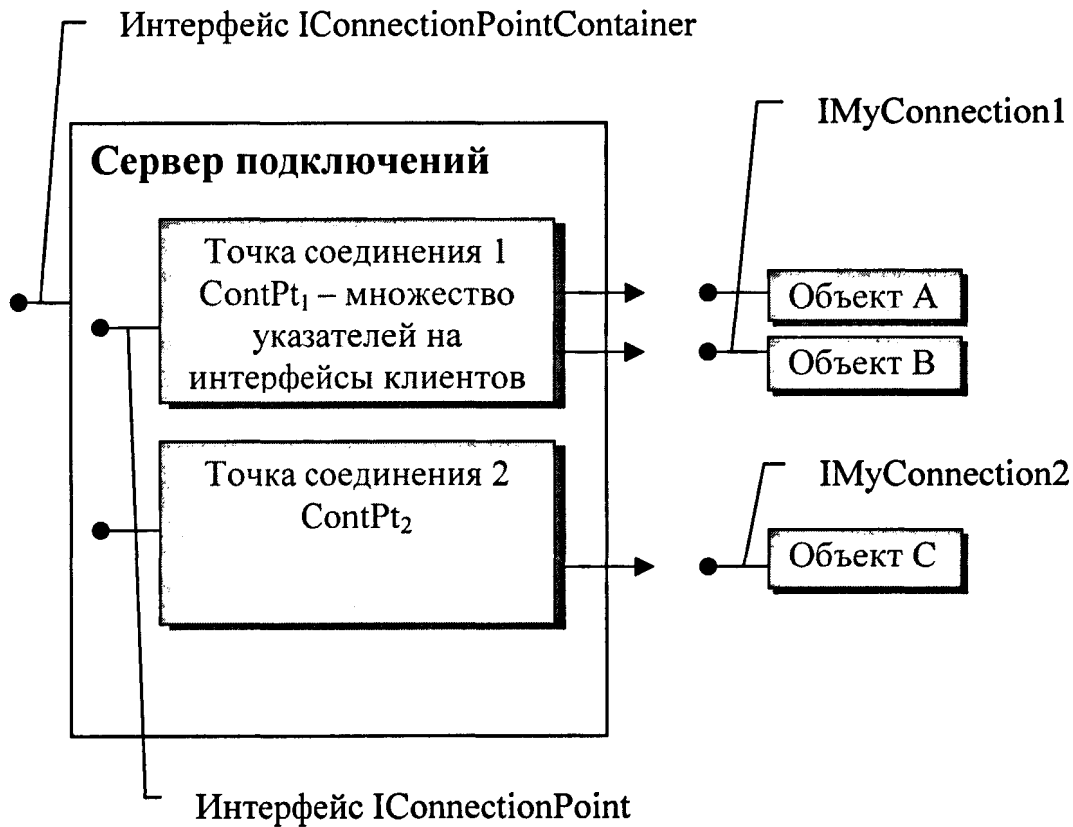 Интерфейс IConnectionPointContainer
IMyConnection1
Сервер подключений
Точка соединения 1
ContPt₁ – множество
указателей на
интерфейсы клиентов
Объект A
Объект B
Точка соединения 2
ContPt₂
IMyConnection2
Объект C
Интерфейс IConnectionPoint